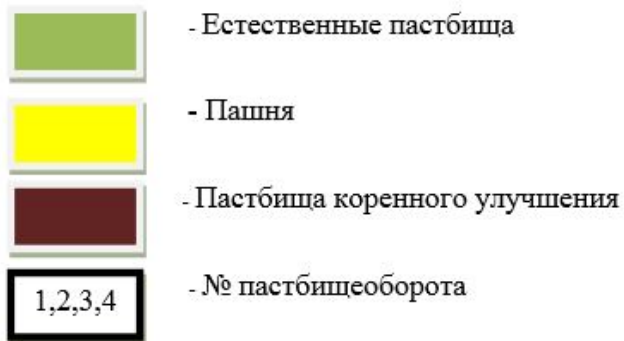 - Естественные пастбища
- Пашня
- Пастбища коренного улучшения
1,2,3,4 - № пастбищеоборота